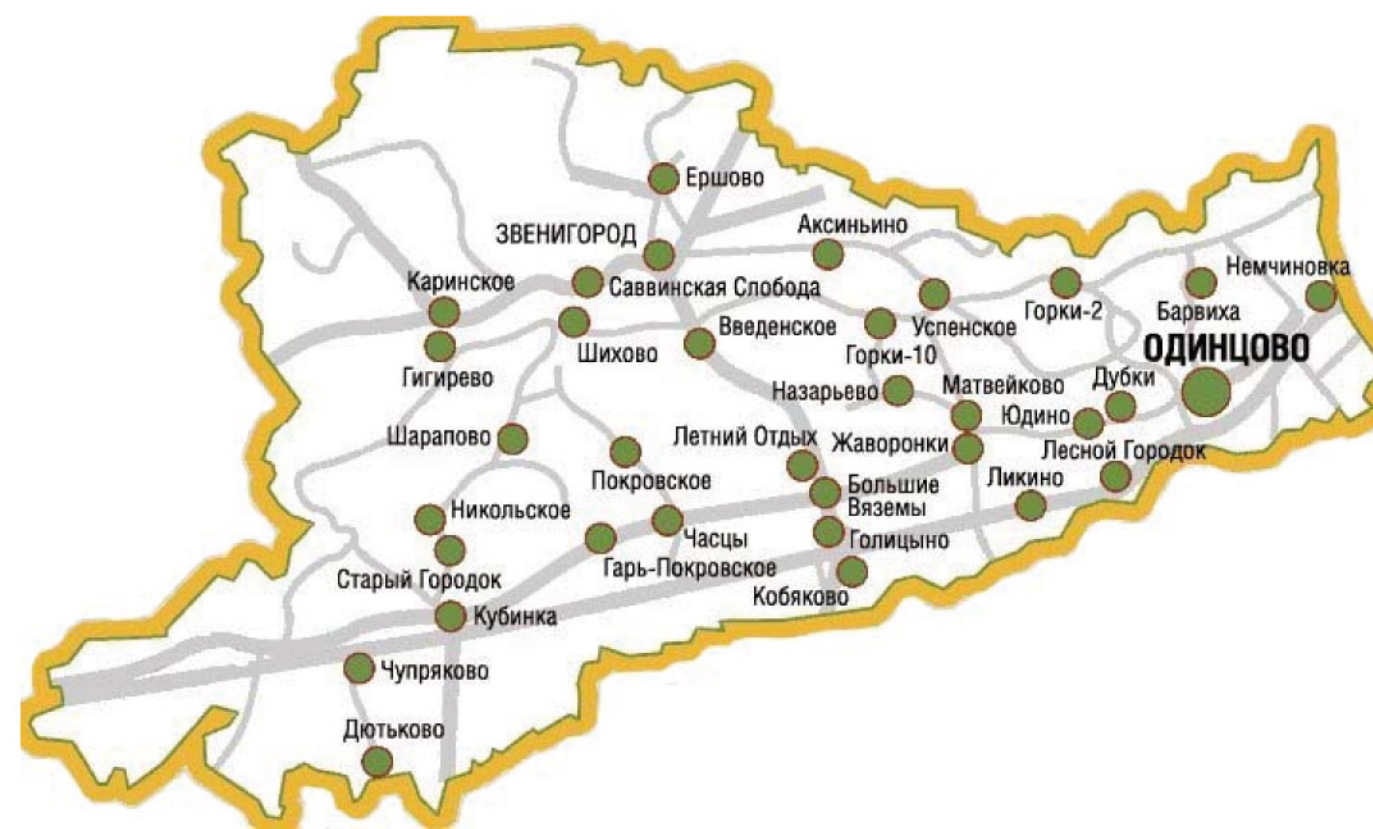 Ершово
Аксиньино
ЗВЕНИГОРОД
Немчиновка
Каринское
Саввинская Слобода
Горки-2
Барвиха
Введенское
Успенское
Шихово
Горки-10
ОДИНЦОВО
Гигирево
Дубки
Матвейково
Назарьево
Юдино
Шарапово
Летний Отдых
Жаворонки
Лесной Городок
Покровское
Ликино
Большие
Вяземы
Никольское
Часцы
Голицыно
Гарь-Покровское
Старый Городок
Кобяково
Кубинка
Чупряково
Дютьково